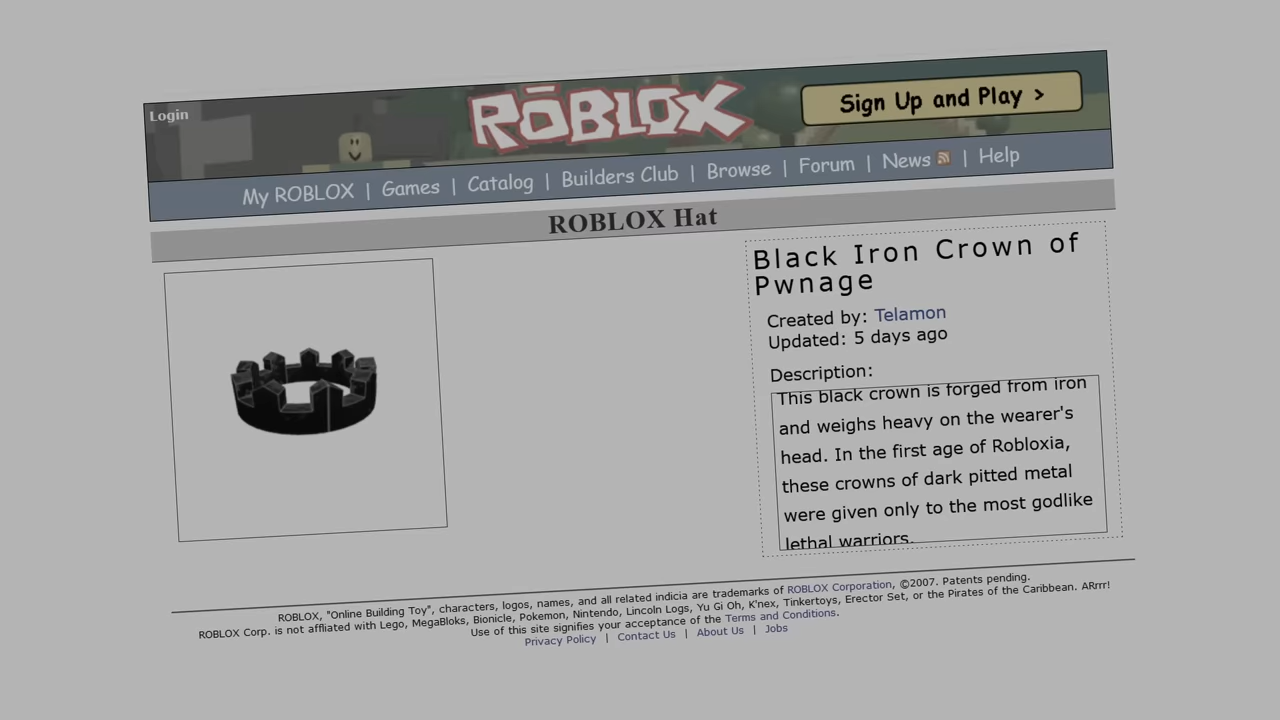 Login
RŌBLOX
Sign Up and Play >
My ROBLOX | Games | Catalog | Builders Club | Browse | Forum | News | Help
ROBLOX Hat
Black Iron Crown of
Pwnage
Created by: Telamon
Updated: 5 days ago
Description:
This black crown is forged from iron
and weighs heavy on the wearer's
head. In the first age of Robloxia,
these crowns of dark pitted metal
were given only to the most godlike
lethal warriors.
ROBLOX, "Online Building Toy", characters, logos, names, and all related indicia are trademarks of ROBLOX Corporation, ©2007. Patents pending.
ROBLOX Corp. is not affliated with Lego, MegaBloks, Bionicle, Pokemon, Nintendo, Lincoln Logs, Yu Gi Oh, K'nex, Tinkertoys, Erector Set, or the Pirates of the Caribbean. ARrrr!
Use of this site signifies your acceptance of the Terms and Conditions.
Privacy Policy | Contact Us | About Us | Jobs